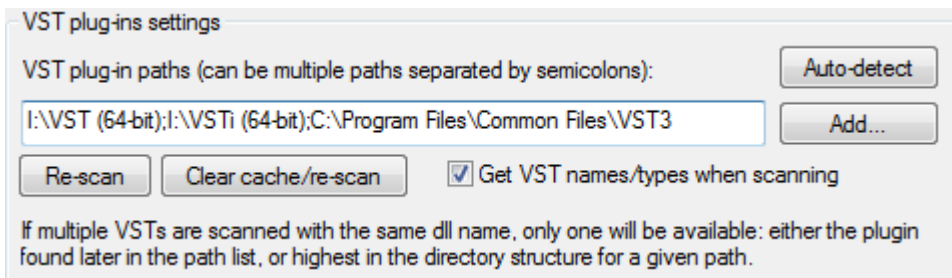 VST plug-ins settings
VST plug-in paths (can be multiple paths separated by semicolons):
Auto-detect
I:\VST (64-bit);I:\VSTi (64-bit);C:\Program Files\Common Files\VST3
Add...
Re-scan
Clear cache/re-scan
Get VST names/types when scanning
If multiple VSTs are scanned with the same dll name, only one will be available: either the plugin
found later in the path list, or highest in the directory structure for a given path.